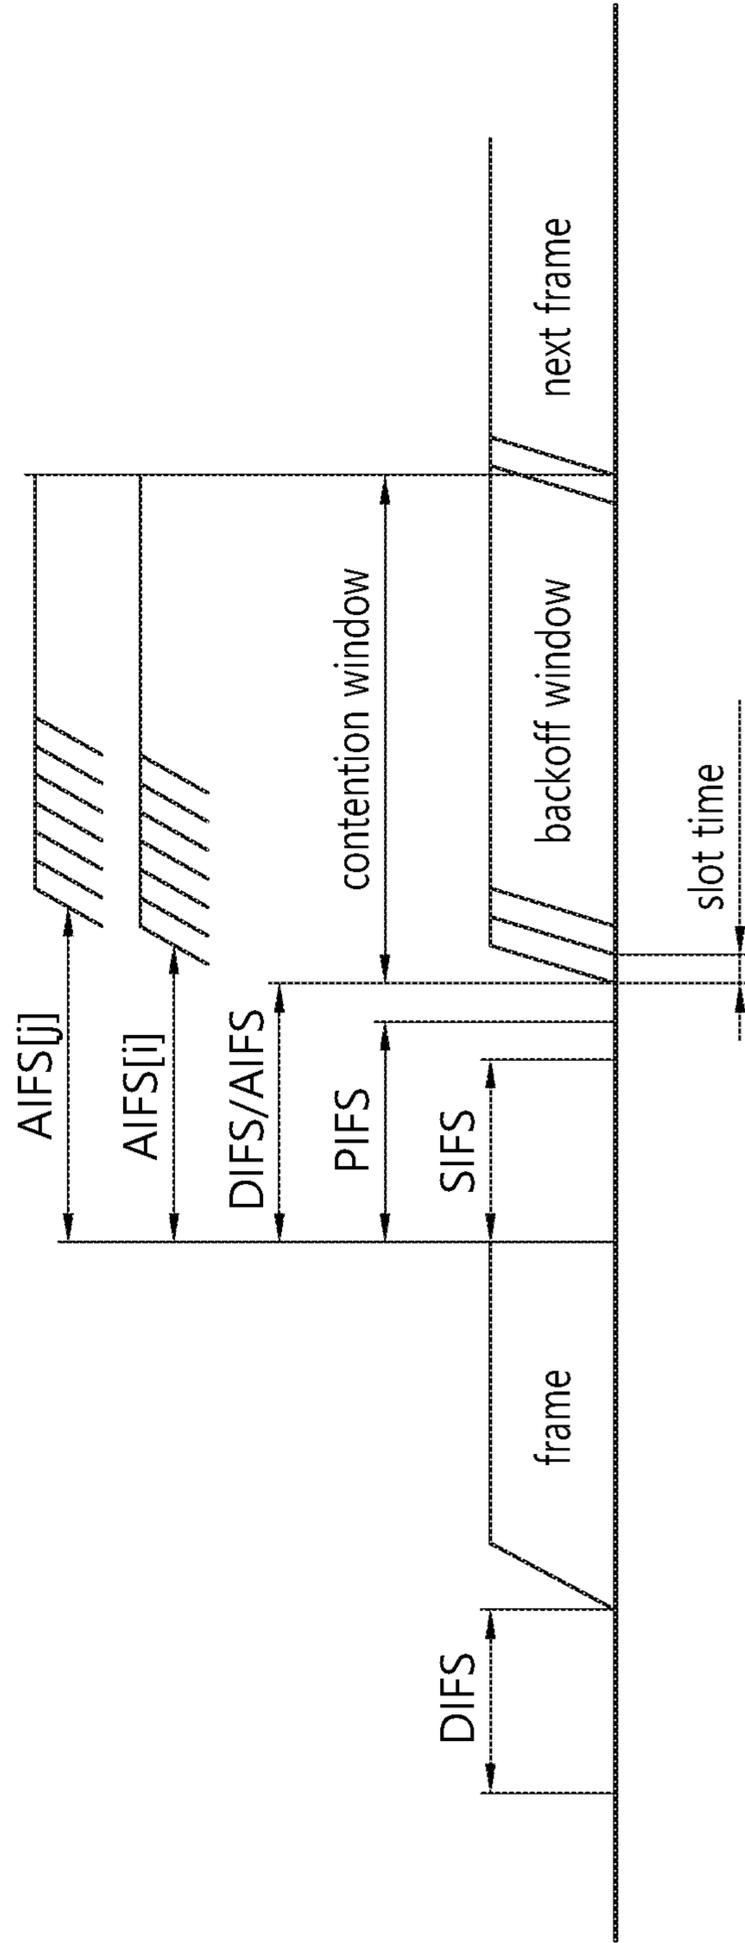 AIFS[j]
AIFS[i]
DIFS/AIFS
PIFS
contention window
DIFS
SIFS
frame
backoff window
next frame
slot time